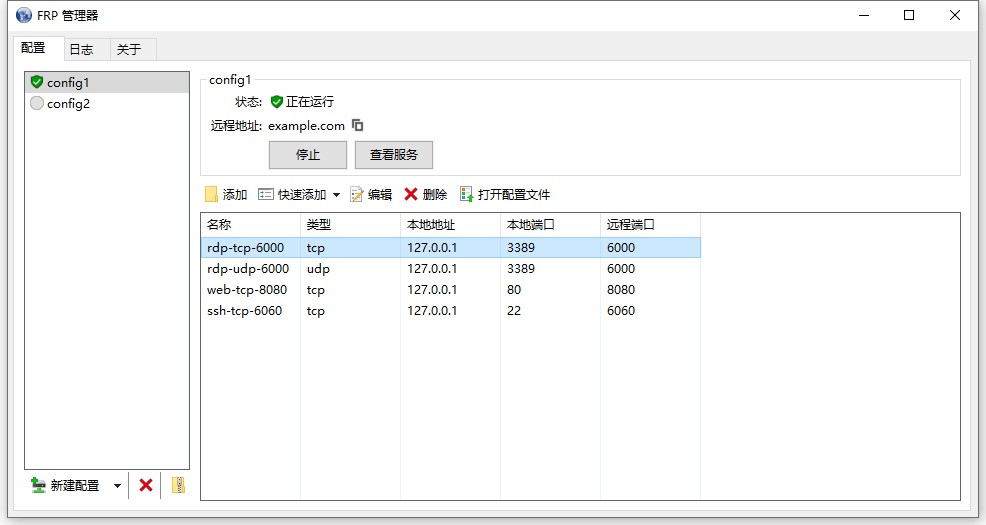 FRP 管理器
配置 日志 关于
config1
config2
config1
状态: 正在运行
远程地址: example.com
停止 查看服务
添加 快速添加 编辑 删除 打开配置文件
名称 类型 本地地址 本地端口 远程端口
rdp-tcp-6000 tcp 127.0.0.1 3389 6000
rdp-udp-6000 udp 127.0.0.1 3389 6000
web-tcp-8080 tcp 127.0.0.1 80 8080
ssh-tcp-6060 tcp 127.0.0.1 22 6060
新建配置